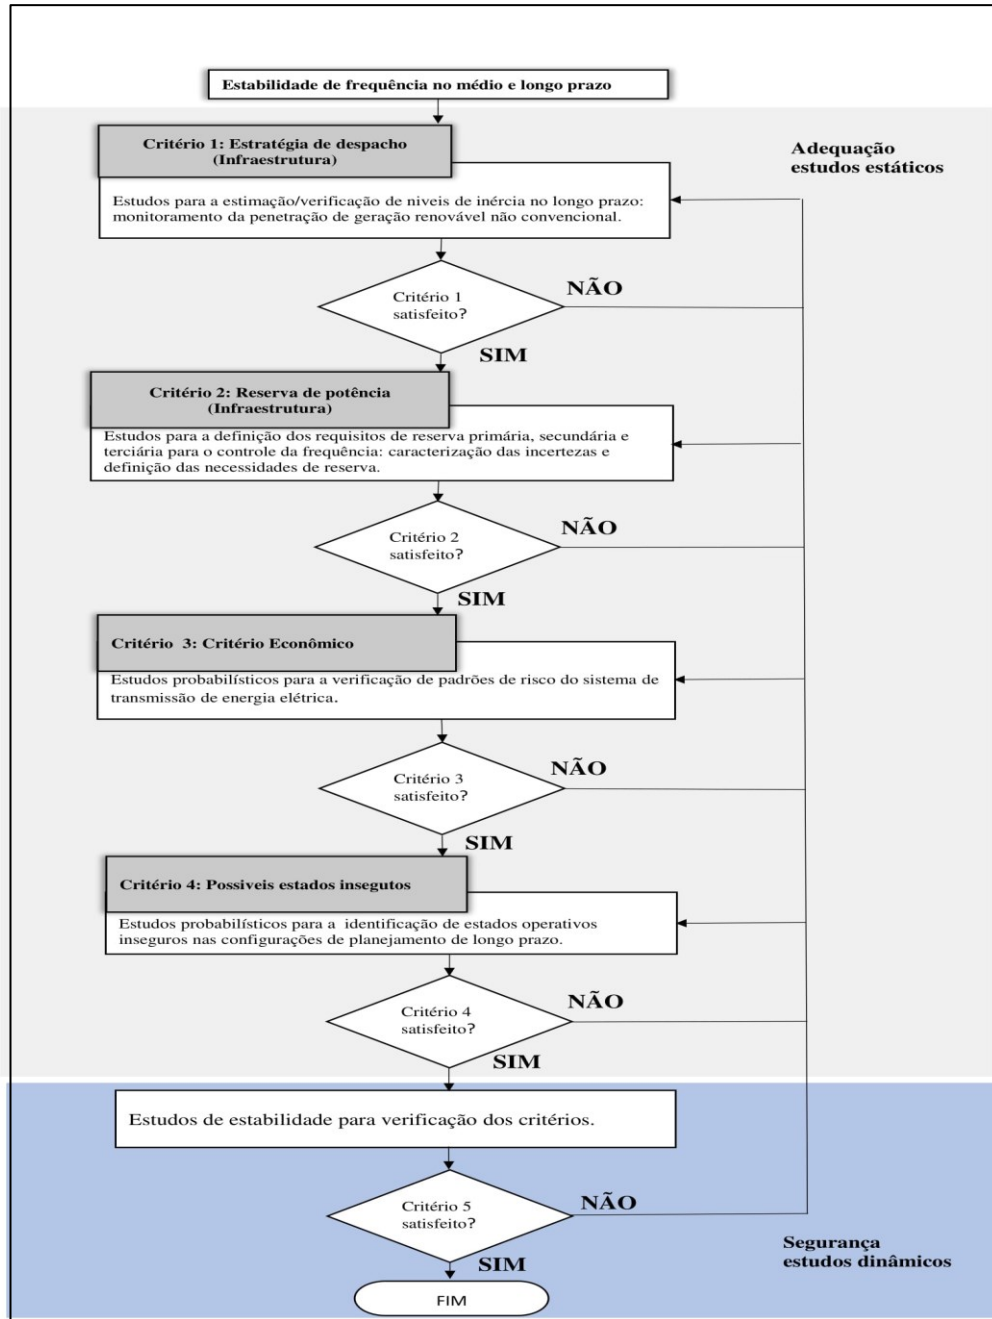 Estabilidade de frequência no médio e longo prazo
Critério 1: Estratégia de despacho
(Infraestrutura)
Adequação
estudos estáticos
Estudos para a estimação/verificação de niveis de inércia no longo prazo:
monitoramento da penetração de geração renovável não convencional.
Critério 1
satisfeito?
NÃO
SIM
Critério 2: Reserva de potência
(Infraestrutura)
Estudos para a definição dos requisitos de reserva primária, secundária e
terciária para o controle da frequência: caracterização das incertezas e
definição das necessidades de reserva.
Critério 2
satisfeito?
NÃO
SIM
Critério 3: Critério Econômico
Estudos probabilísticos para a verificação de padrões de risco do sistema de
transmissão de energia elétrica.
Critério 3
satisfeito?
NÃO
SIM
Critério 4: Possiveis estados insegutos
Estudos probabilísticos para a identificação de estados operativos
inseguros nas configurações de planejamento de longo prazo.
Critério 4
satisfeito?
NÃO
SIM
Estudos de estabilidade para verificação dos critérios.
Critério 5
satisfeito?
NÃO
SIM
Segurança
estudos dinâmicos
FIM